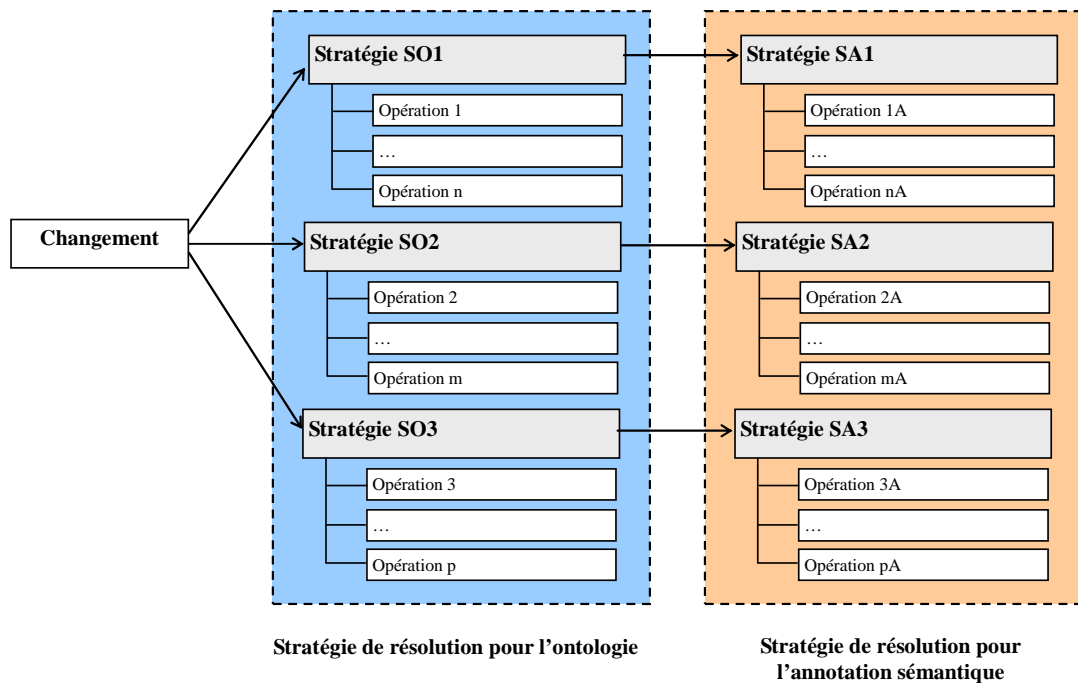 Changement
Stratégie SO1
Opération 1
…
Opération n
Stratégie SO2
Opération 2
…
Opération m
Stratégie SO3
Opération 3
…
Opération p
Stratégie de résolution pour l’ontologie
Stratégie SA1
Opération 1A
…
Opération nA
Stratégie SA2
Opération 2A
…
Opération mA
Stratégie SA3
Opération 3A
…
Opération pA
Stratégie de résolution pour
l’annotation sémantique